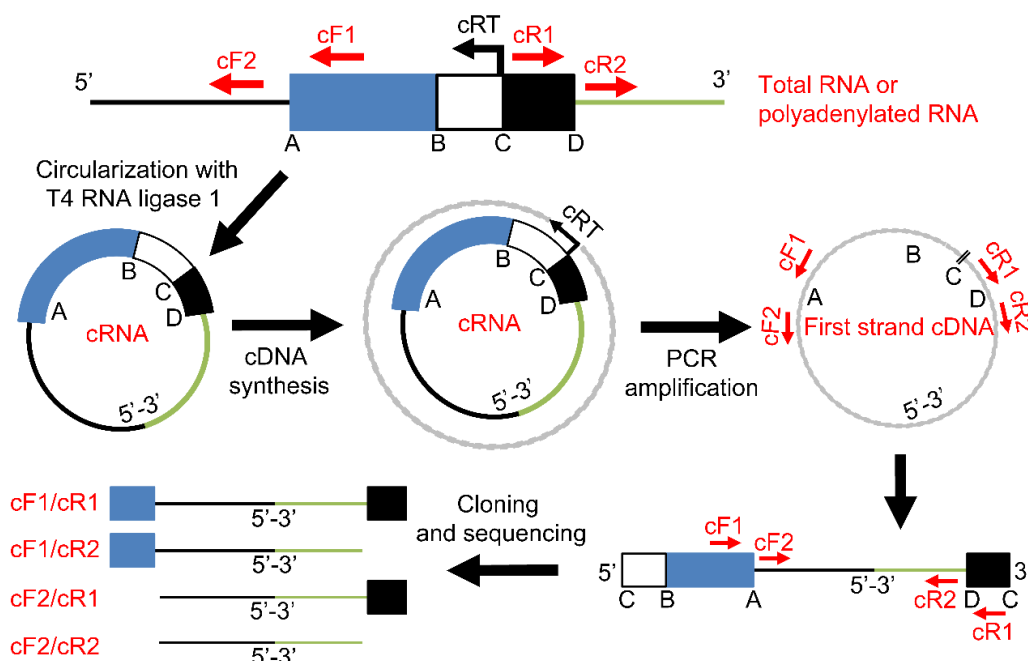 cRT
cF1
cR1
cF2
cR2
5’
3’
Total RNA or
polyadenylated RNA
A
B
C
D
Circularization with
T4 RNA ligase 1
cRT
B
C
A
D
cRNA
5’-3’
cDNA
synthesis
B
C
A
D
cRNA
5’-3’
PCR
amplification
cF1
B
cR1
C
A
D
cF2
First strand cDNA
cR2
5’-3’
cF1/cR1
5’-3’
cF1/cR2
5’-3’
cF2/cR1
5’-3’
cF2/cR2
5’-3’
Cloning
and sequencing
cF1
cF2
5’
5’-3’
cR2
C
B
A
D
C
cR1